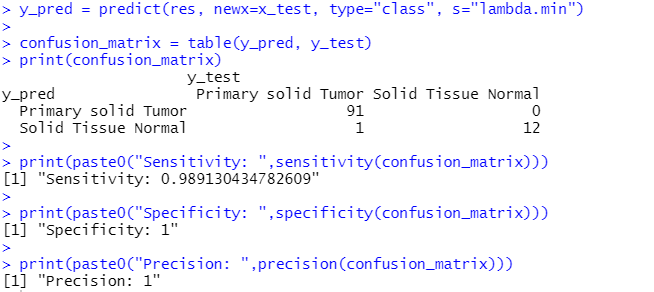 > y_pred = predict(res, newx=x_test, type="class", s="lambda.min")
>
> confusion_matrix = table(y_pred, y_test)
> print(confusion_matrix)
                     y_test
y_pred                Primary solid Tumor Solid Tissue Normal
  Primary solid Tumor                  91                   0
  Solid Tissue Normal                   1                  12
>
> print(paste0("Sensitivity: ",sensitivity(confusion_matrix)))
[1] "Sensitivity: 0.989130434782609"
>
> print(paste0("Specificity: ",specificity(confusion_matrix)))
[1] "Specificity: 1"
>
> print(paste0("Precision: ",precision(confusion_matrix)))
[1] "Precision: 1"